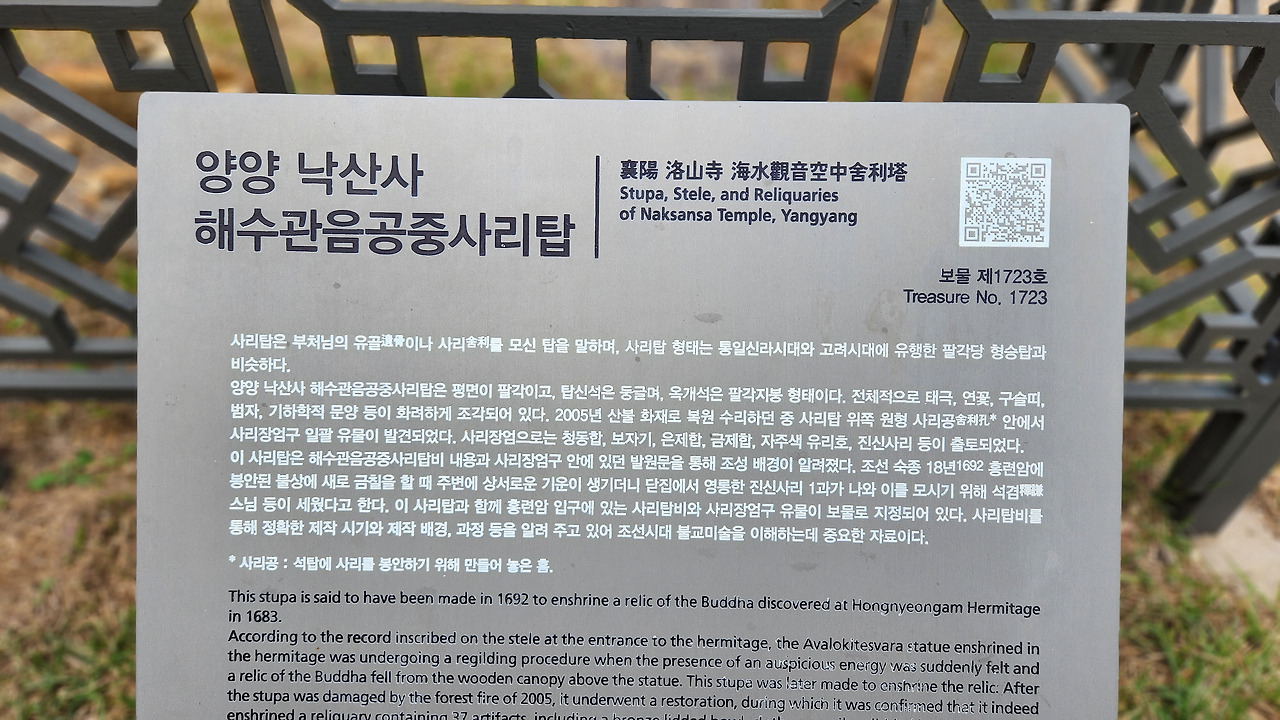 양양 낙산사
해수관음공중사리탑
襄陽 洛山寺 海水觀音空中舍利塔
Stupa, Stele, and Reliquaries
of Naksansa Temple, Yangyang
보물 제1723호
Treasure No. 1723
사리탑은 부처님의 유골遺骨이나 사리舍利를 모신 탑을 말하며, 사리탑 형태는 통일신라시대와 고려시대에 유행한 팔각당 형승탑과
비슷하다.
양양 낙산사 해수관음공중사리탑은 평면이 팔각이고, 탑신석은 둥글며, 옥개석은 팔각지붕 형태이다. 전체적으로 태극, 연꽃, 구슬띠,
범자, 기하학적 문양 등이 화려하게 조각되어 있다. 2005년 산불 화재로 복원 수리하던 중 사리탑 위쪽 원형 사리공舍利孔* 안에서
사리장엄구 일괄 유물이 발견되었다. 사리장엄으로는 청동합, 보자기, 은제합, 금제합, 자주색 유리호, 진신사리 등이 출토되었다.
이 사리탑은 해수관음공중사리탑비 내용과 사리장엄구 안에 있던 발원문을 통해 조성 배경이 알려졌다. 조선 숙종 18년1692 홍련암에
봉안된 불상에 새로 금칠을 할 때 주변에 상서로운 기운이 생기더니 닫집에서 영통한 진신사리 1과가 나와 이를 모시기 위해 석겸釋謙
스님 등이 세웠다고 한다. 이 사리탑과 함께 홍련암 입구에 있는 사리탑비와 사리장엄구 유물이 보물로 지정되어 있다. 사리탑비를
통해 정확한 제작 시기와 제작 배경, 과정 등을 알려 주고 있어 조선시대 불교미술을 이해하는데 중요한 자료이다.
* 사리공 : 석탑에 사리를 봉안하기 위해 만들어 놓은 홈.
This stupa is said to have been made in 1692 to enshrine a relic of the Buddha discovered at Hongnyeongam Hermitage
in 1683.
According to the record inscribed on the stele at the entrance to the hermitage, the Avalokitesvara statue enshrined in
the hermitage was undergoing a regilding procedure when the presence of an auspicious energy was suddenly felt and
a relic of the Buddha fell from the wooden canopy above the statue. This stupa was later made to enshrine the relic. After
the stupa was damaged by the forest fire of 2005, it underwent a restoration, during which it was confirmed that it indeed
enshrined a reliquary containing 37 artifacts, including a bronze lidded